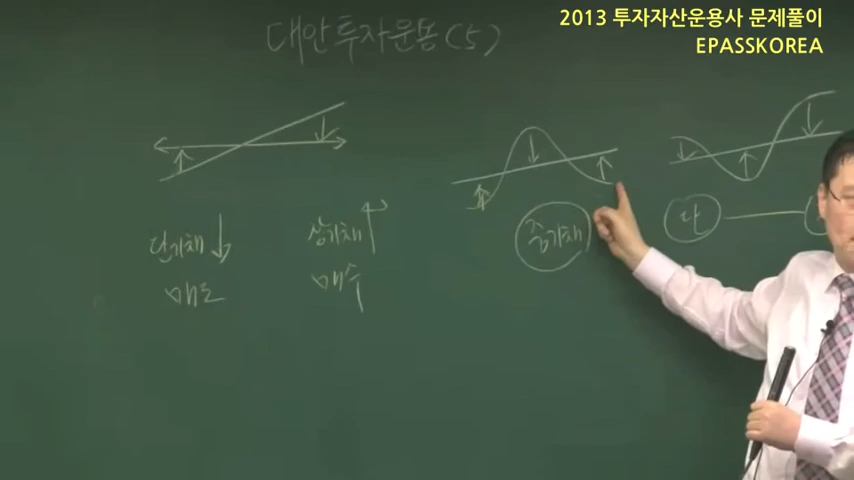 2013 투자자산운용사 문제풀이
EPASSKOREA
대안투자운용(5)
단기채
장기채
매도
매수
중기채
단